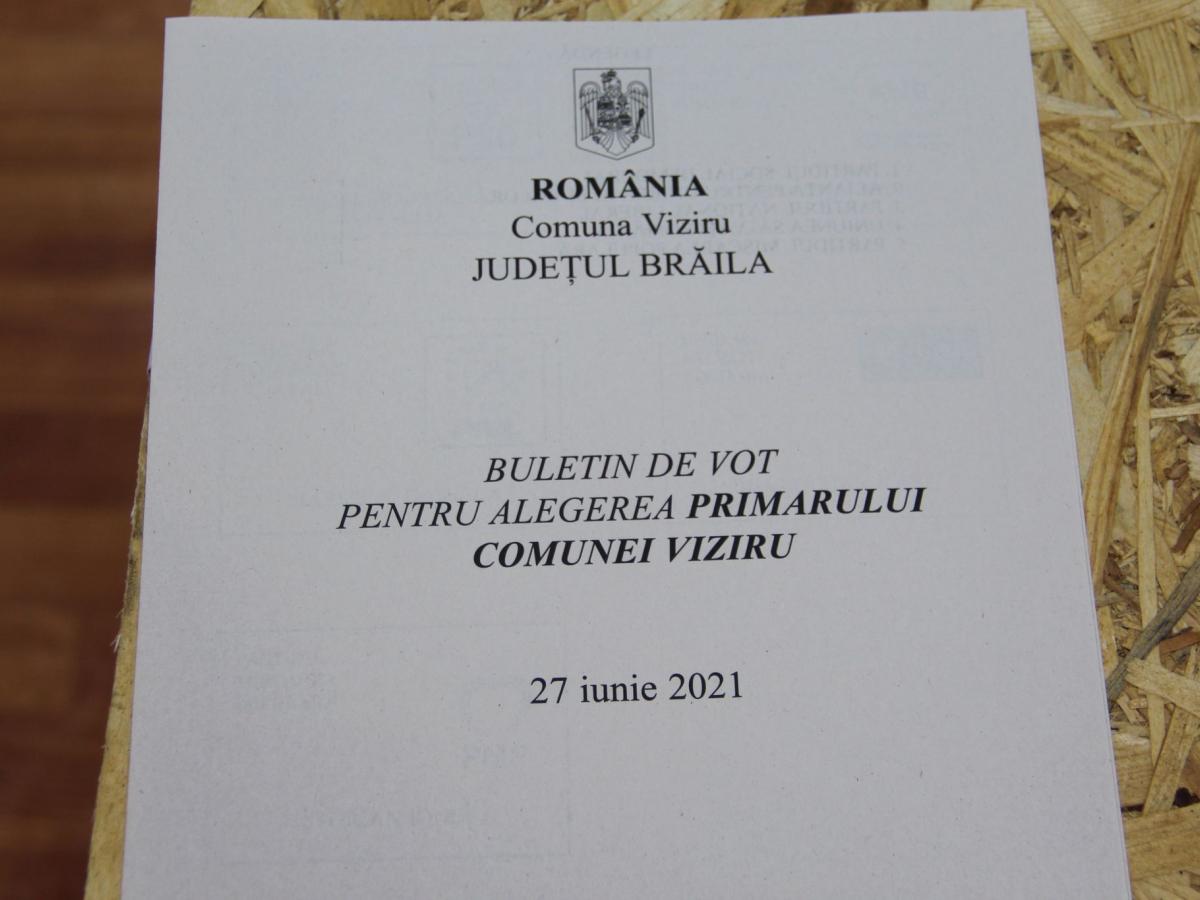 ROMÂNIA
Comuna Viziru
JUDEȚUL BRĂILA
BULETIN DE VOT
PENTRU ALEGEREA PRIMARULUI
COMUNEI VIZIRU
27 iunie 2021